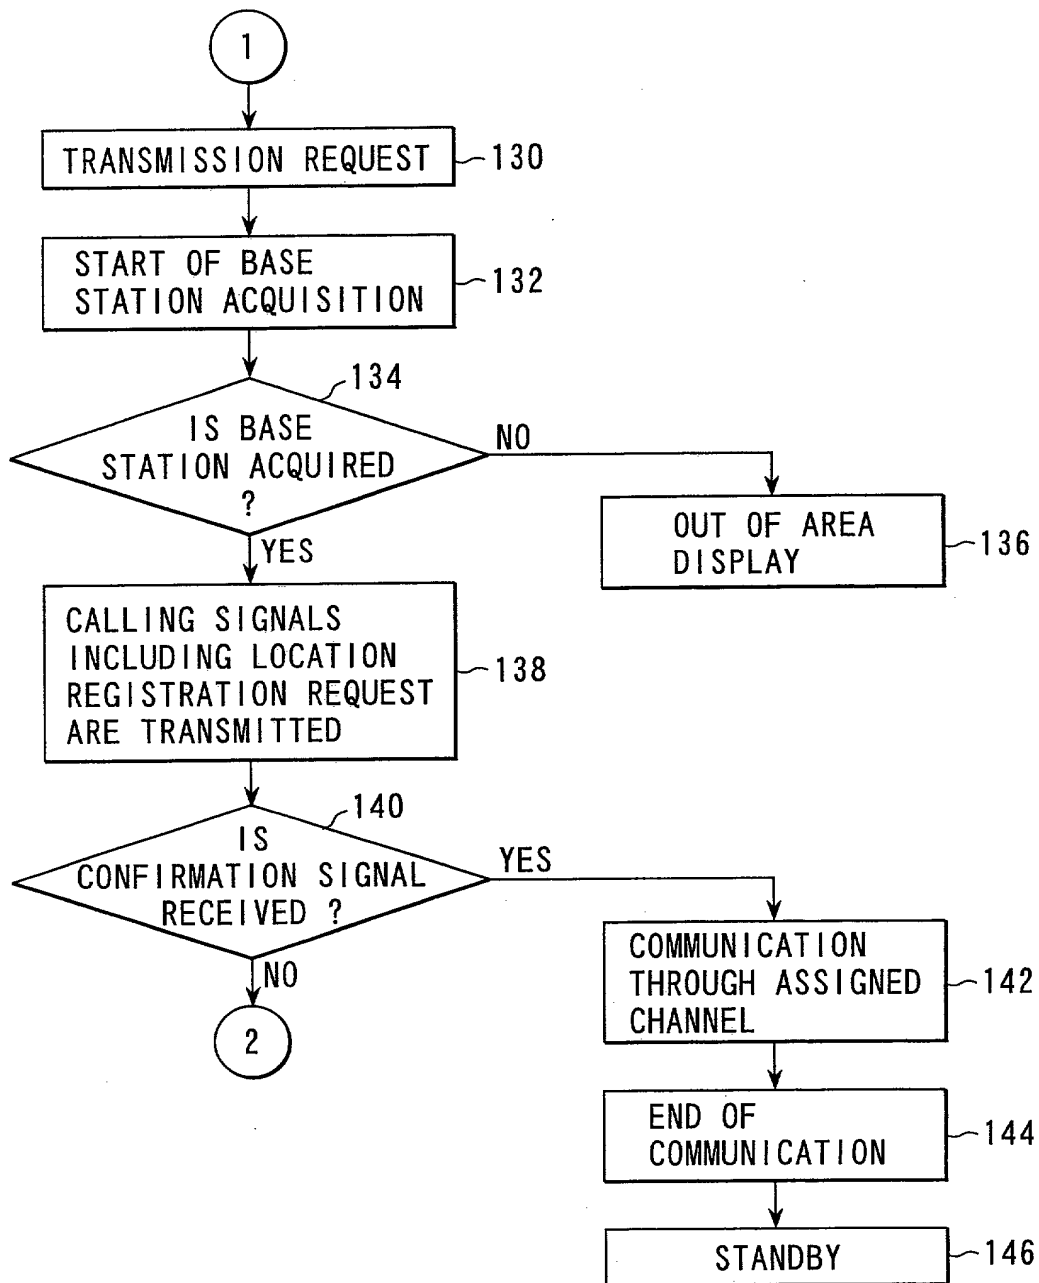 1
TRANSMISSION REQUEST
130
START OF BASE
STATION ACQUISITION
132
134
IS BASE
STATION ACQUIRED
?
NO
YES
OUT OF AREA
DISPLAY
136
CALLING SIGNALS
INCLUDING LOCATION
REGISTRATION REQUEST
ARE TRANSMITTED
138
140
IS
CONFIRMATION SIGNAL
RECEIVED ?
YES
NO
2
COMMUNICATION
THROUGH ASSIGNED
CHANNEL
142
END OF
COMMUNICATION
144
STANDBY
146